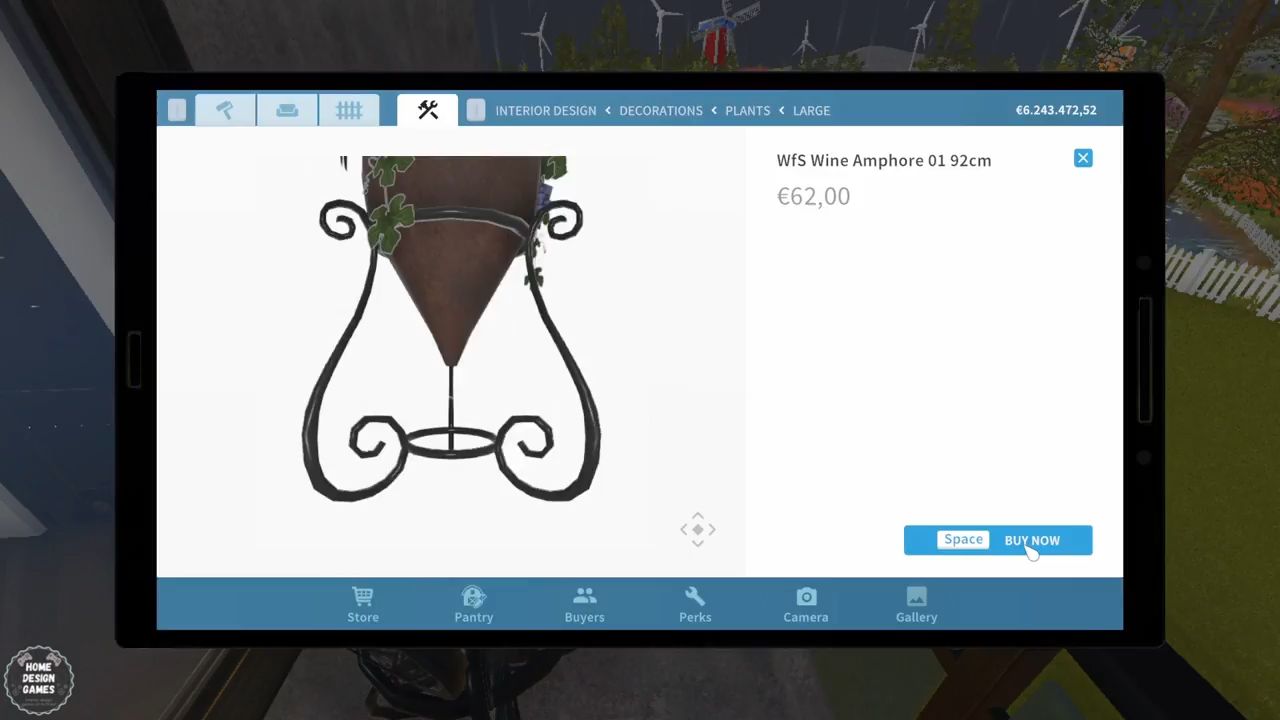 INTERIOR DESIGN < DECORATIONS < PLANTS < LARGE
€6.243.472,52
WfS Wine Amphore 01 92cm
€62,00
Space BUY NOW
Store
Pantry
Buyers
Perks
Camera
Gallery
HOME
DESIGN
GAMES